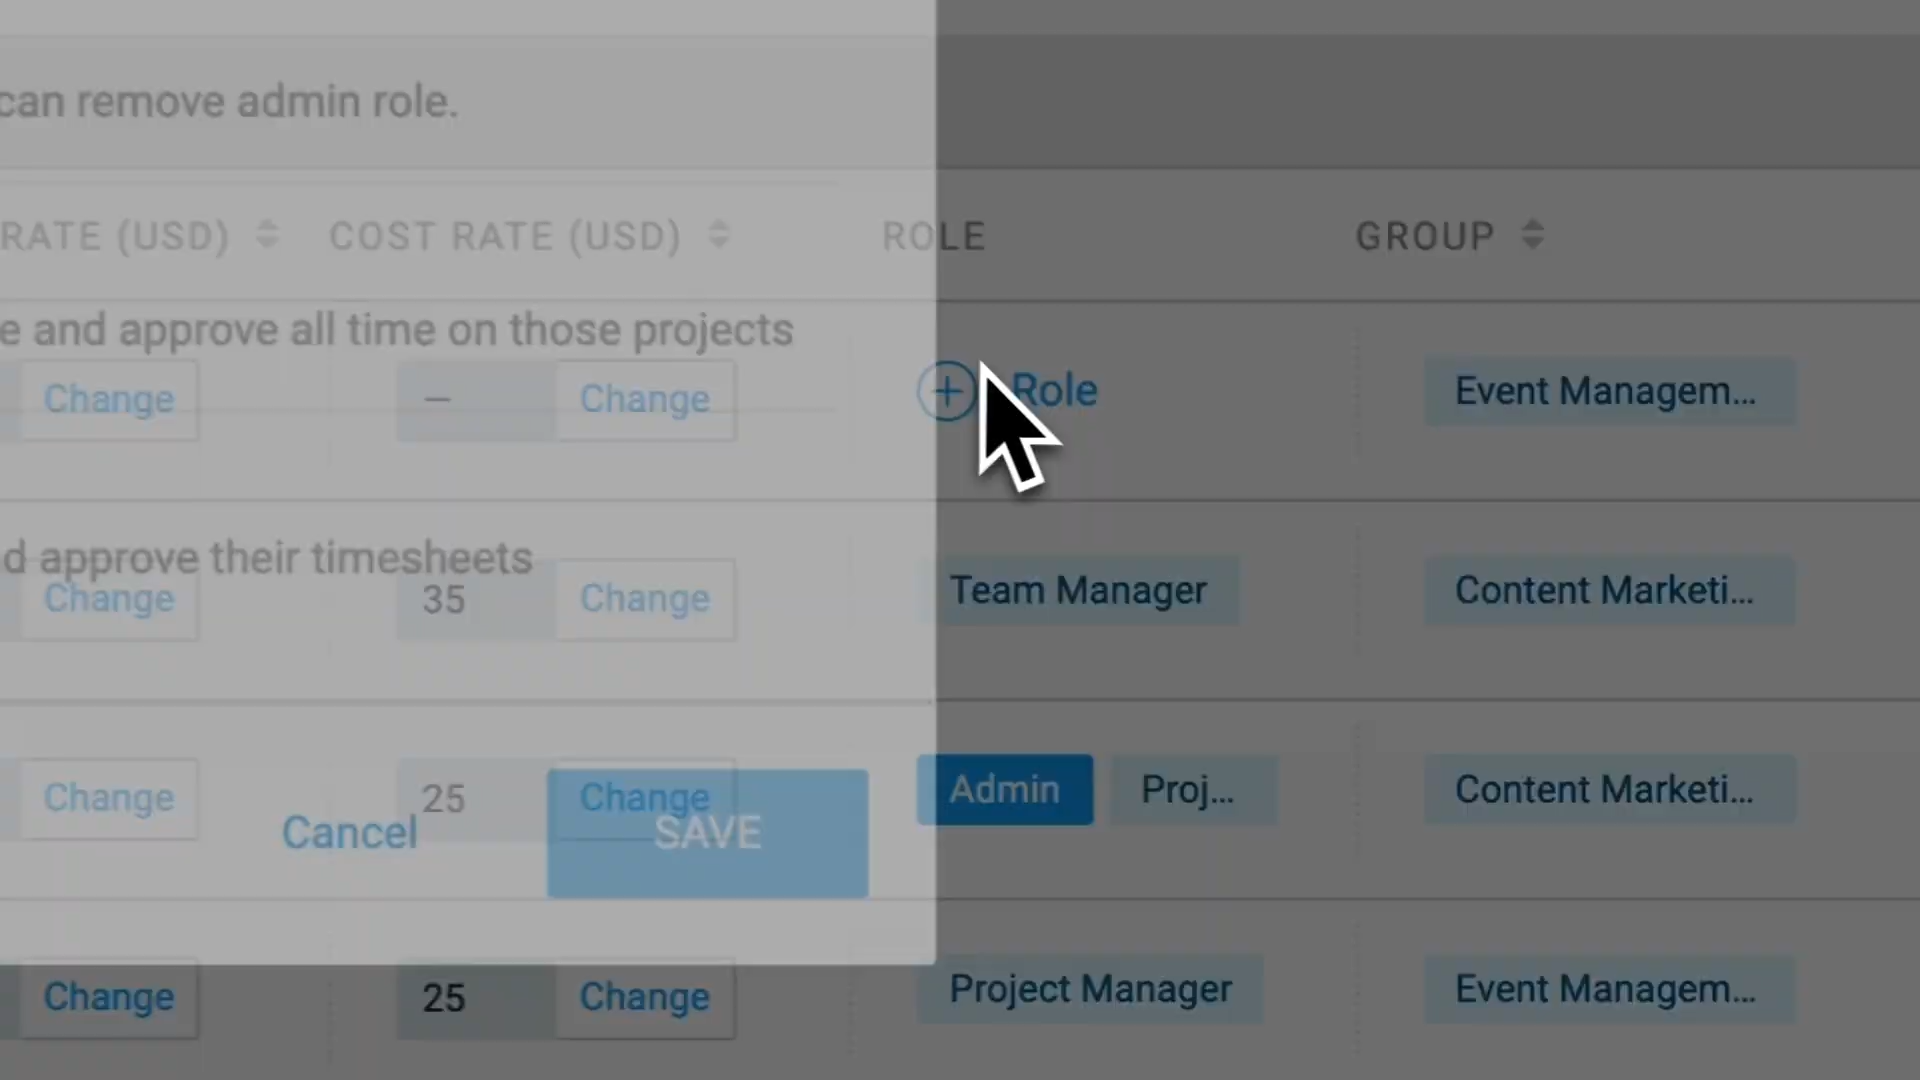 can remove admin role.
RATE (USD) COST RATE (USD) ROLE GROUP
e and approve all time on those projects
Change – Change Role Event Managem...
d approve their timesheets
Change 35 Change Team Manager Content Marketi...
Change 25 Change Admin Proj... Content Marketi...
Cancel SAVE
Change 25 Change Project Manager Event Managem...